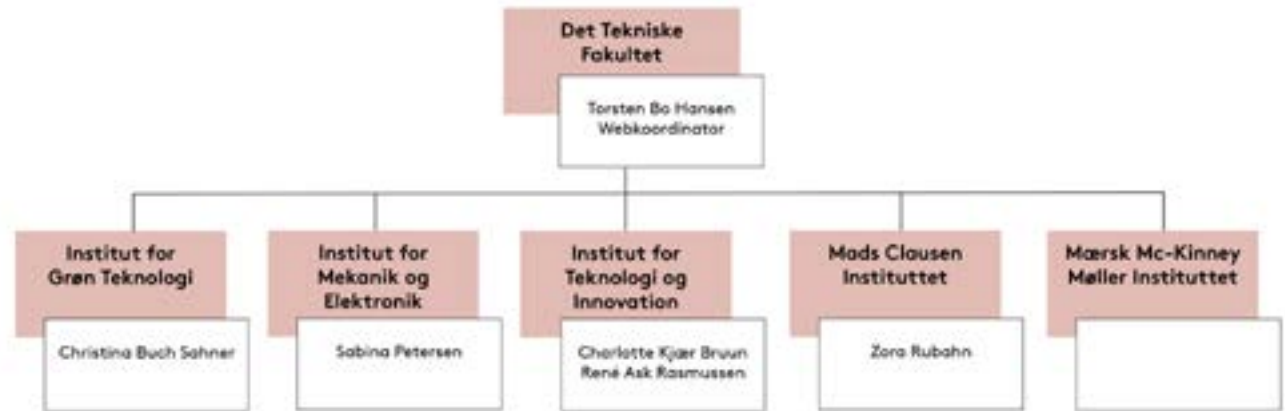 Det Tekniske
Fakultet
Torsten Bo Hansen
Webkoordinator
Institut for
Grøn Teknologi
Christina Buch Sahner
Institut for
Mekanik og
Elektronik
Sabina Petersen
Institut for
Teknologi og
Innovation
Charlotte Kjær Bruun
René Ask Rasmussen
Mads Clausen
Instituttet
Zora Rubahn
Mærsk Mc-Kinney
Møller Instituttet